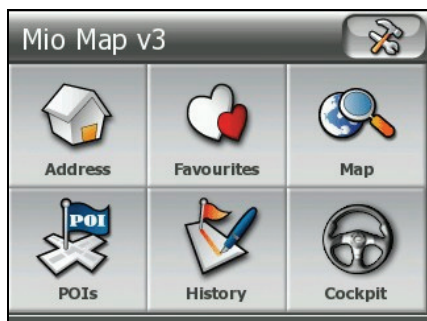 Mio Map v3
Address Favourites Map
POI
POIs History Cockpit